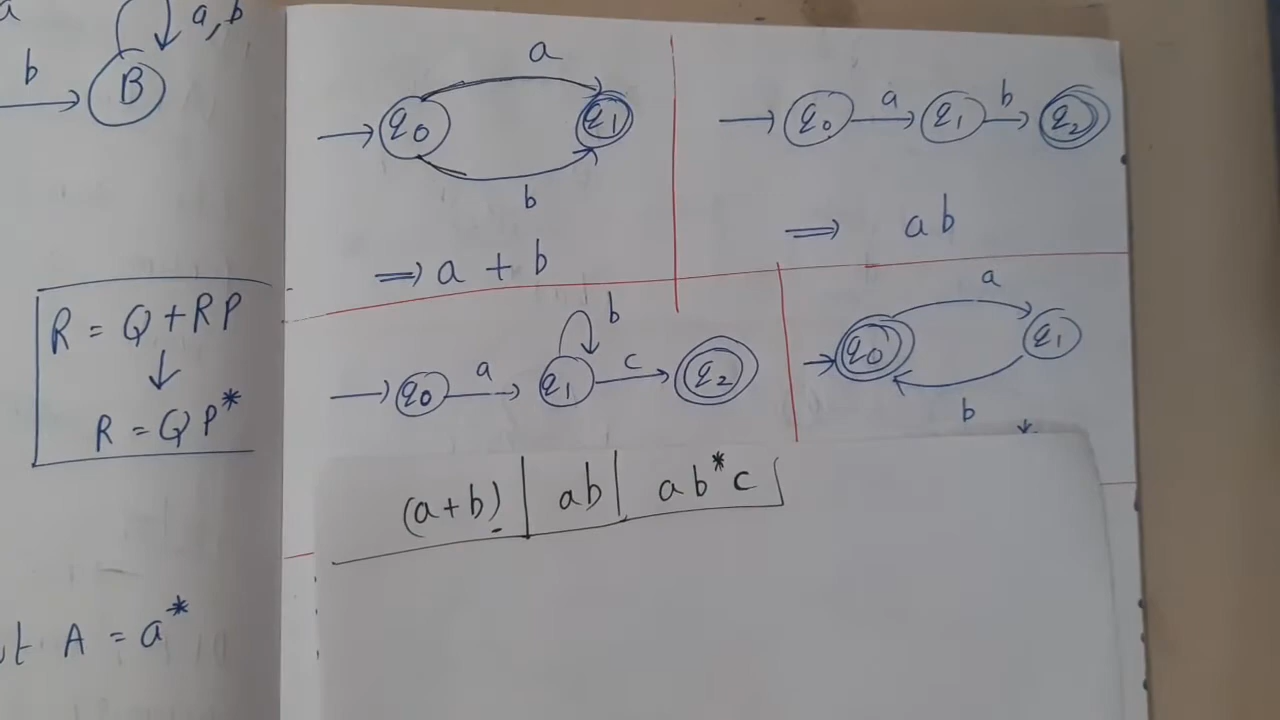 a
a, b
b
B
R = Q + RP
↓
R = QP*
A = a*
a
→ q0 q1
b
⇒ a + b
→ q0 a→ q1 b→ q2
⇒ ab
b
→ q0 a→ q1 c→ q2
a
→ q0 q1
b
(a+b) | ab | ab*c